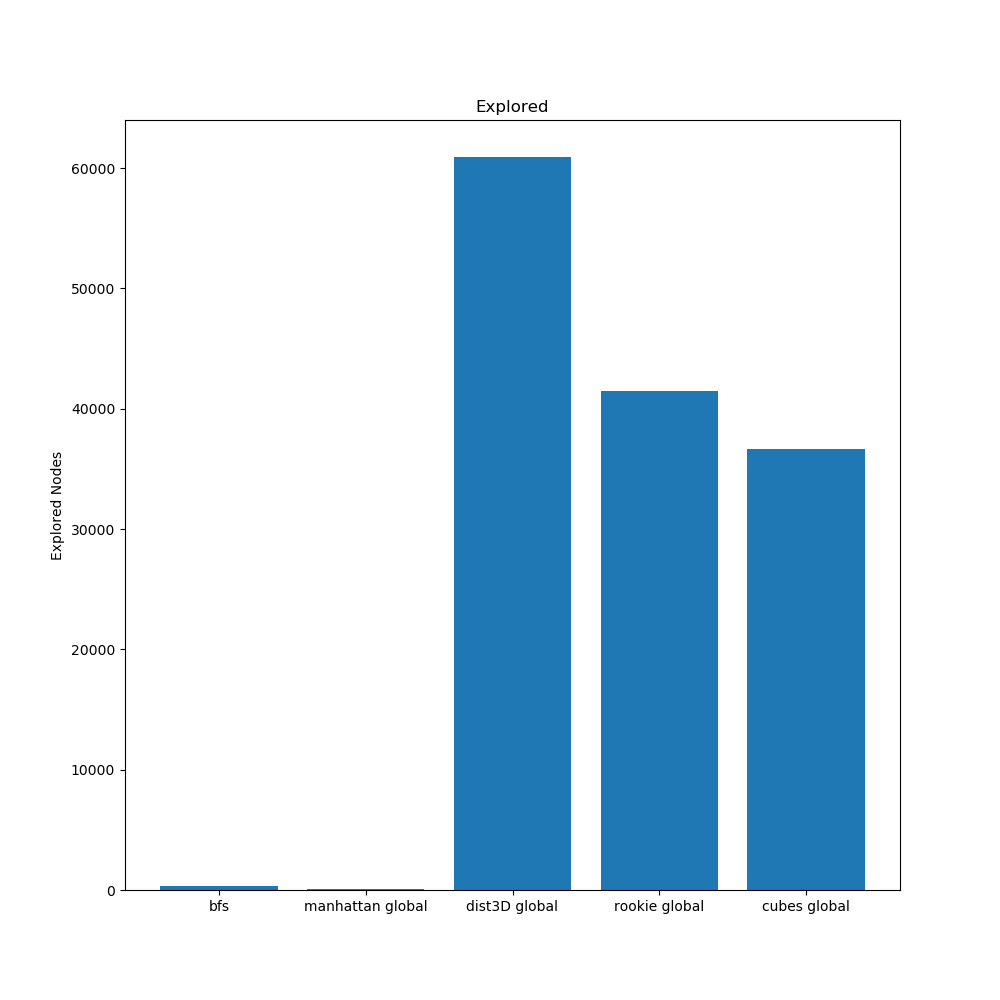 Explored
60000
50000
40000
30000
20000
10000
0
Explored Nodes
bfs
manhattan global
dist3D global
rookie global
cubes global